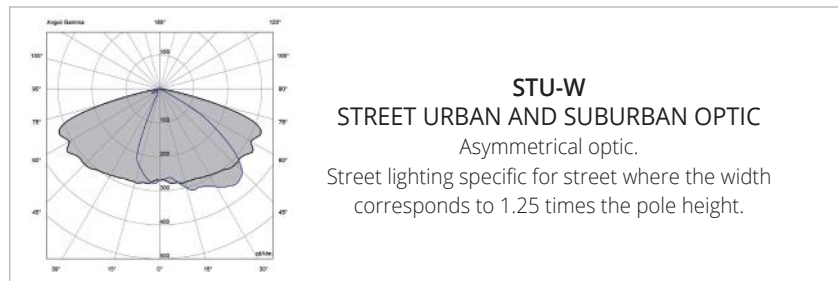 Angoli Gamma 180° 120°
100
100° 100°
90° 90°
100
75° 75°
200
60° 60°
300
45° 400 45°
500 cd/klm
30° 15° 0° 15° 30°
STU-W
STREET URBAN AND SUBURBAN OPTIC
Asymmetrical optic.
Street lighting specific for street where the width
corresponds to 1.25 times the pole height.